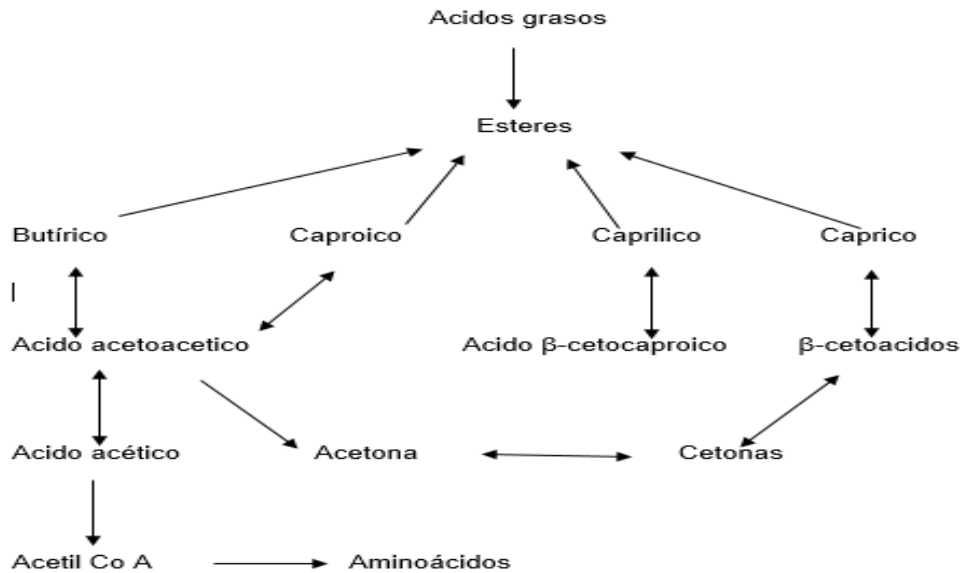 Acidos grasos
Esteres
Butírico Caproico Caprilico Caprico
Acido acetoacetico Acido β-cetocaproico β-cetoacidos
Acido acético Acetona Cetonas
Acetil Co A Aminoácidos